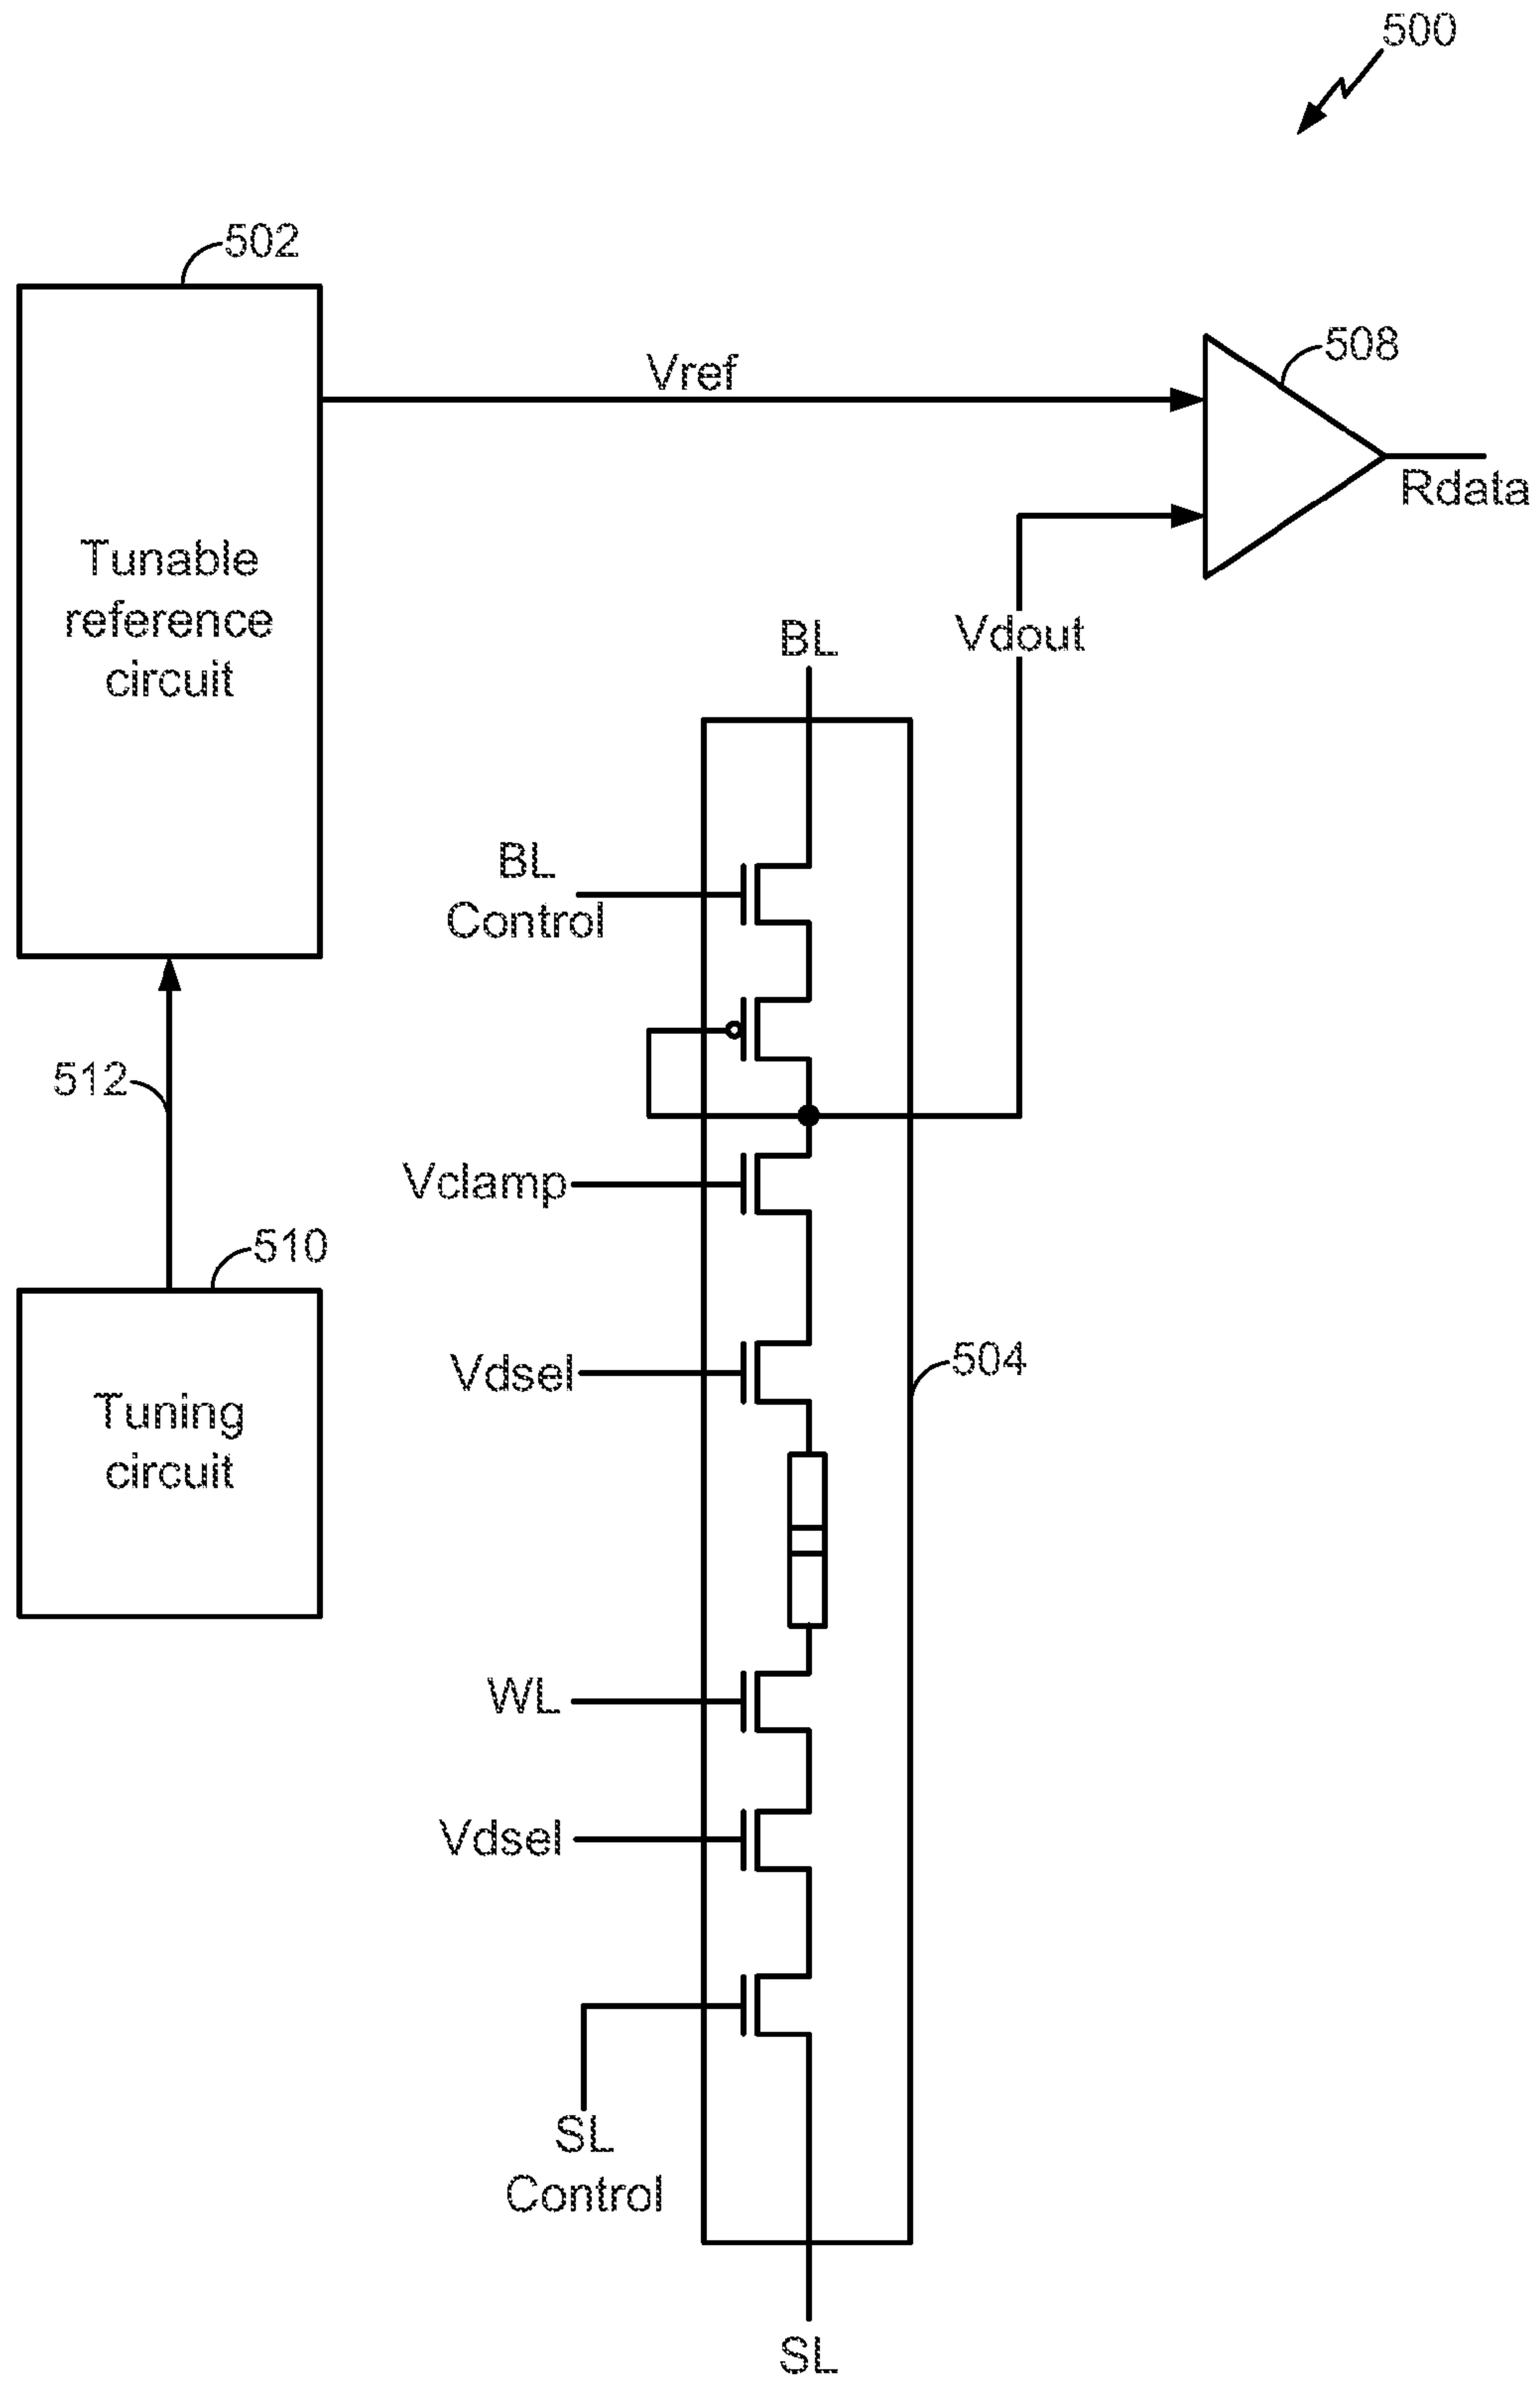 500
502
Vref
508
Rdata
Tunable
reference
circuit
BL
Vdout
BL
Control
512
Vclamp
510
Vdsel
504
Tuning
circuit
WL
Vdsel
SL
Control
SL